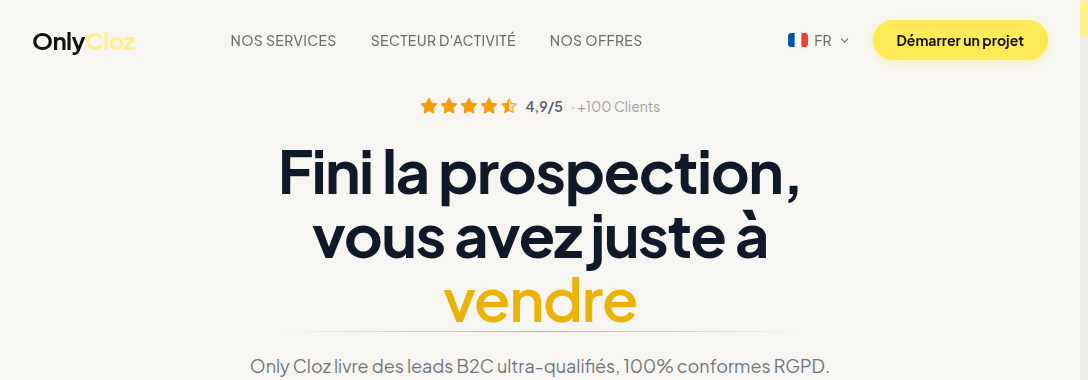 OnlyCloz
NOS SERVICES
SECTEUR D'ACTIVITÉ
NOS OFFRES
FR
Démarrer un projet
4,9/5 · +100 Clients
Fini la prospection,
vous avez juste à
vendre
Only Cloz livre des leads B2C ultra-qualifiés, 100% conformes RGPD.